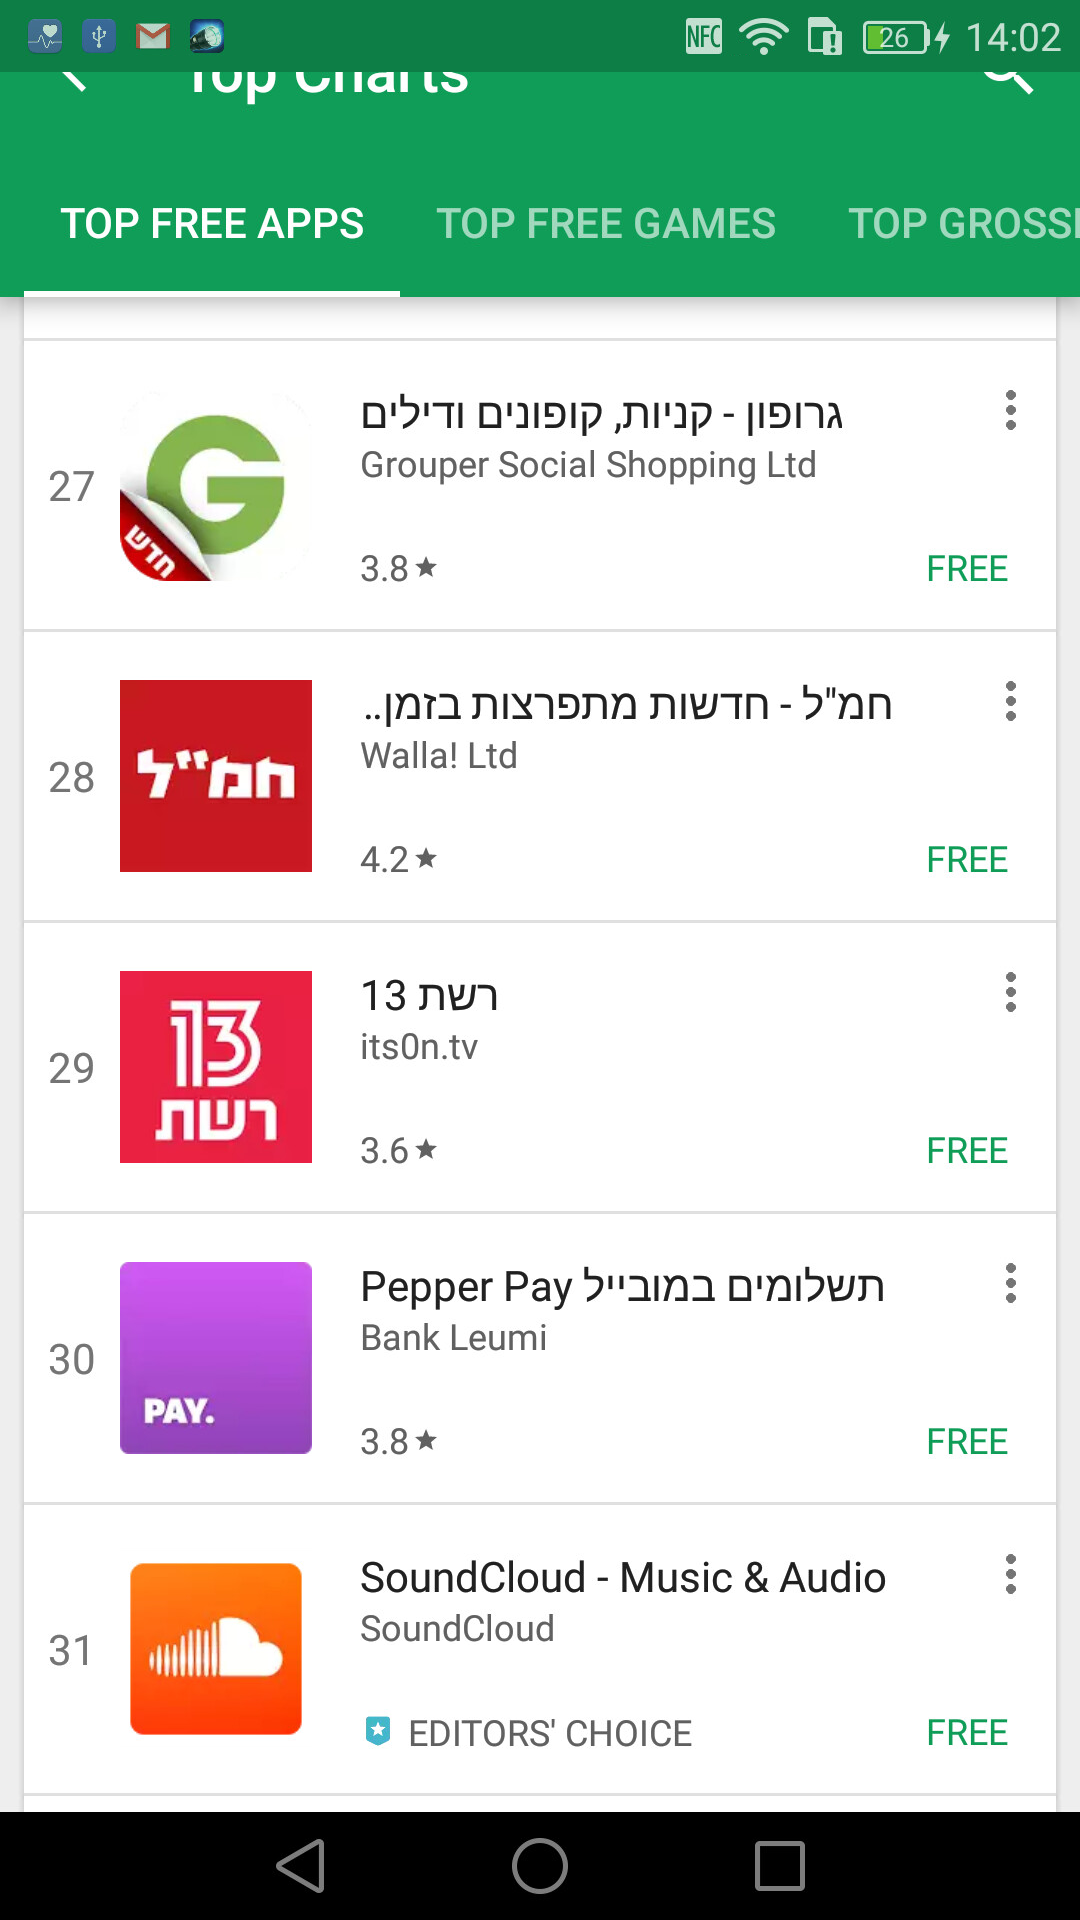 NFC
26
14:02
Top Charts
TOP FREE APPS
TOP FREE GAMES
TOP GROSSI
27
חדש
גרופון - קניות, קופונים ודילים
Grouper Social Shopping Ltd
3.8
FREE
28
חמ"ל
חמ"ל - חדשות מתפרצות בזמן..
Walla! Ltd
4.2
FREE
29
13
רשת
רשת 13
its0n.tv
3.6
FREE
30
PAY.
Pepper Pay תשלומים במובייל
Bank Leumi
3.8
FREE
31
SoundCloud - Music & Audio
SoundCloud
EDITORS' CHOICE
FREE